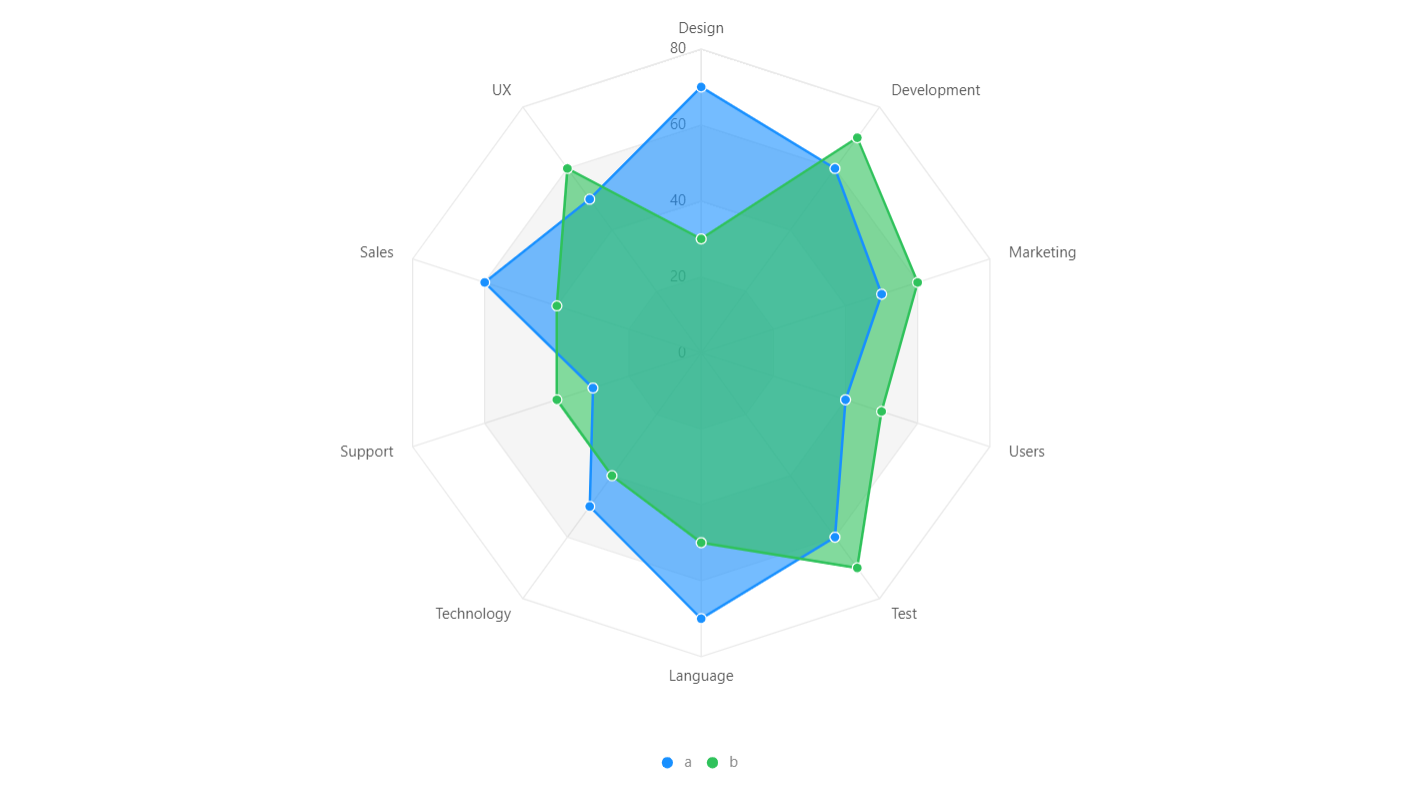 Design
80
UX
Development
60
40
Sales
Marketing
20
0
Support
Users
Technology
Test
Language
a b